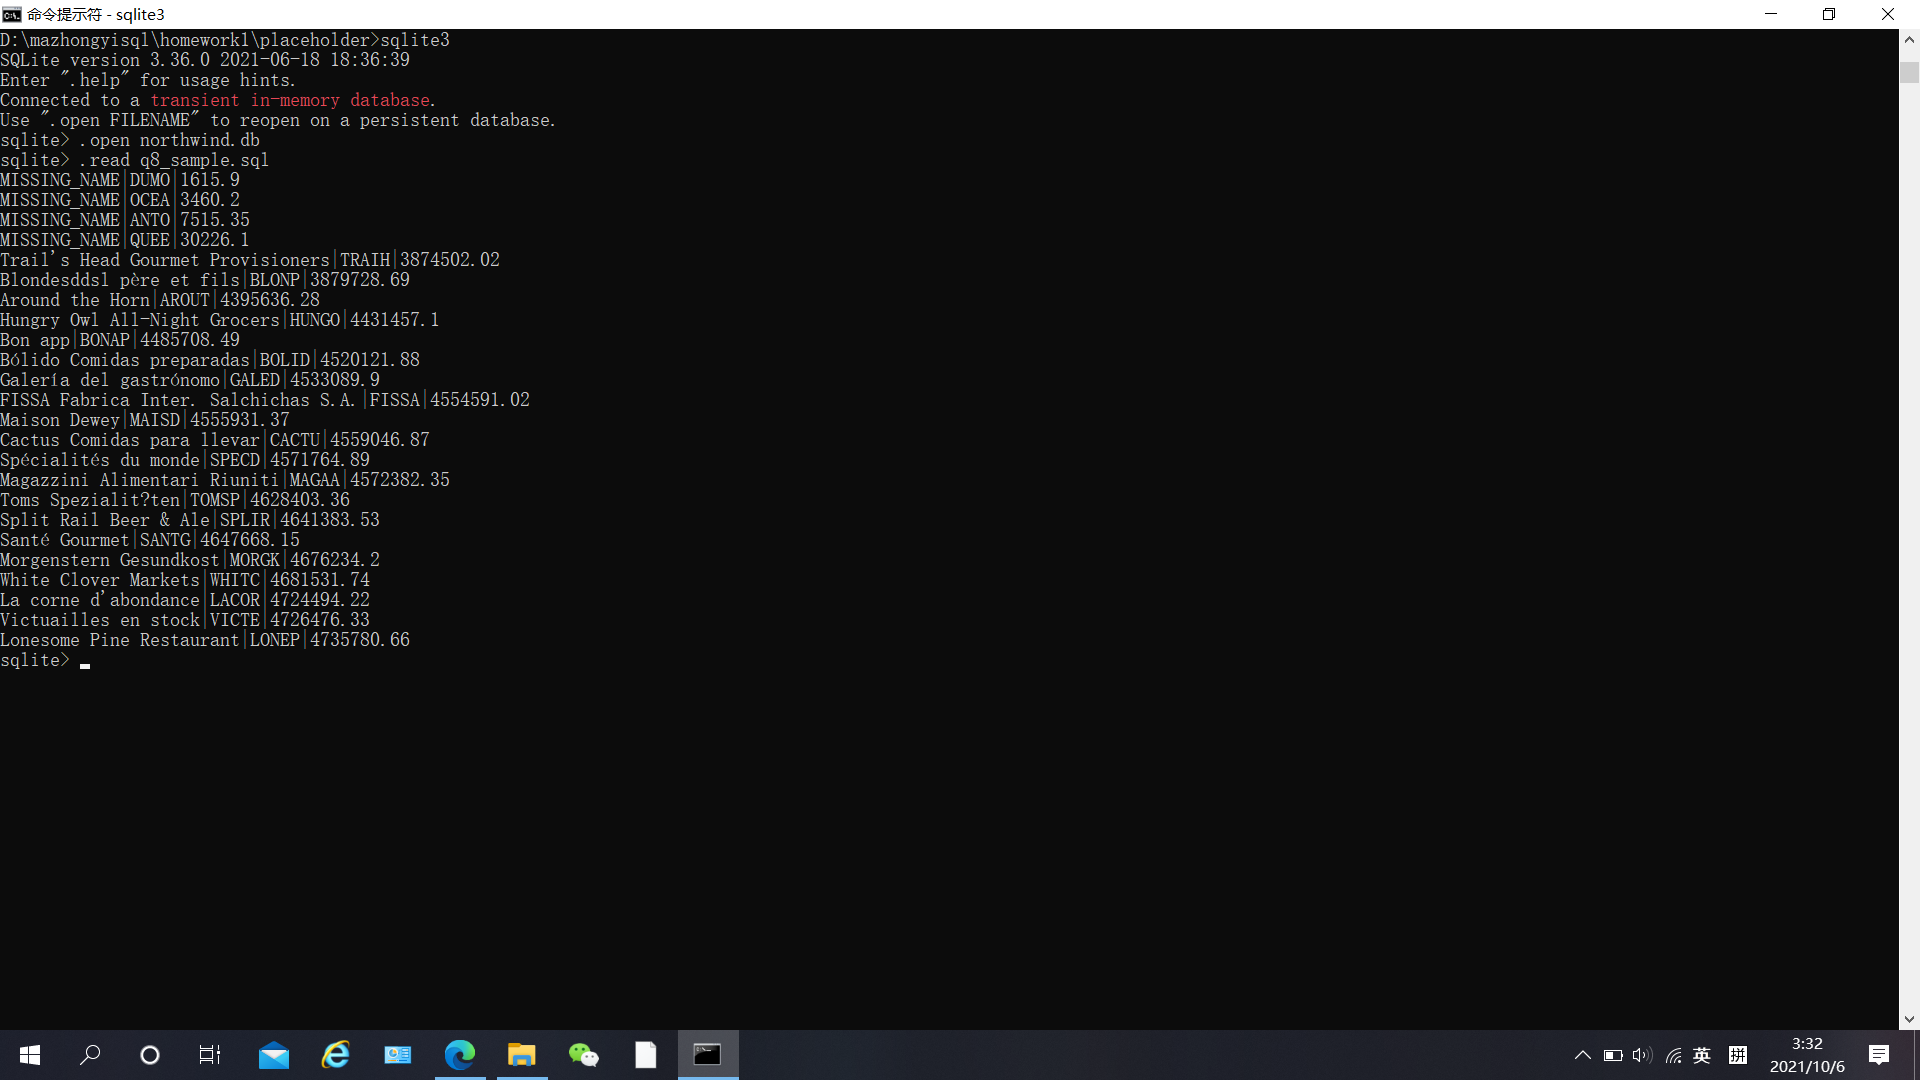 命令提示符 - sqlite3
D:\mazhongyisql\homework1\placeholder>sqlite3
SQLite version 3.36.0 2021-06-18 18:36:39
Enter ".help" for usage hints.
Connected to a transient in-memory database.
Use ".open FILENAME" to reopen on a persistent database.
sqlite> .open northwind.db
sqlite> .read q8_sample.sql
MISSING_NAME|DUMO|1615.9
MISSING_NAME|OCEA|3460.2
MISSING_NAME|ANTO|7515.35
MISSING_NAME|QUEE|30226.1
Trail's Head Gourmet Provisioners|TRAIH|3874502.02
Blondesddsl père et fils|BLONP|3879728.69
Around the Horn|AROUT|4395636.28
Hungry Owl All-Night Grocers|HUNGO|4431457.1
Bon app|BONAP|4485708.49
Bólido Comidas preparadas|BOLID|4520121.88
Galería del gastrónomo|GALED|4533089.9
FISSA Fabrica Inter. Salchichas S.A.|FISSA|4554591.02
Maison Dewey|MAISD|4555931.37
Cactus Comidas para llevar|CACTU|4559046.87
Spécialités du monde|SPECD|4571764.89
Magazzini Alimentari Riuniti|MAGAA|4572382.35
Toms Spezialit?ten|TOMSP|4628403.36
Split Rail Beer & Ale|SPLIR|4641383.53
Santé Gourmet|SANTG|4647668.15
Morgenstern Gesundkost|MORGK|4676234.2
White Clover Markets|WHITC|4681531.74
La corne d'abondance|LACOR|4724494.22
Victuailles en stock|VICTE|4726476.33
Lonesome Pine Restaurant|LONEP|4735780.66
sqlite>
英 拼
3:32
2021/10/6